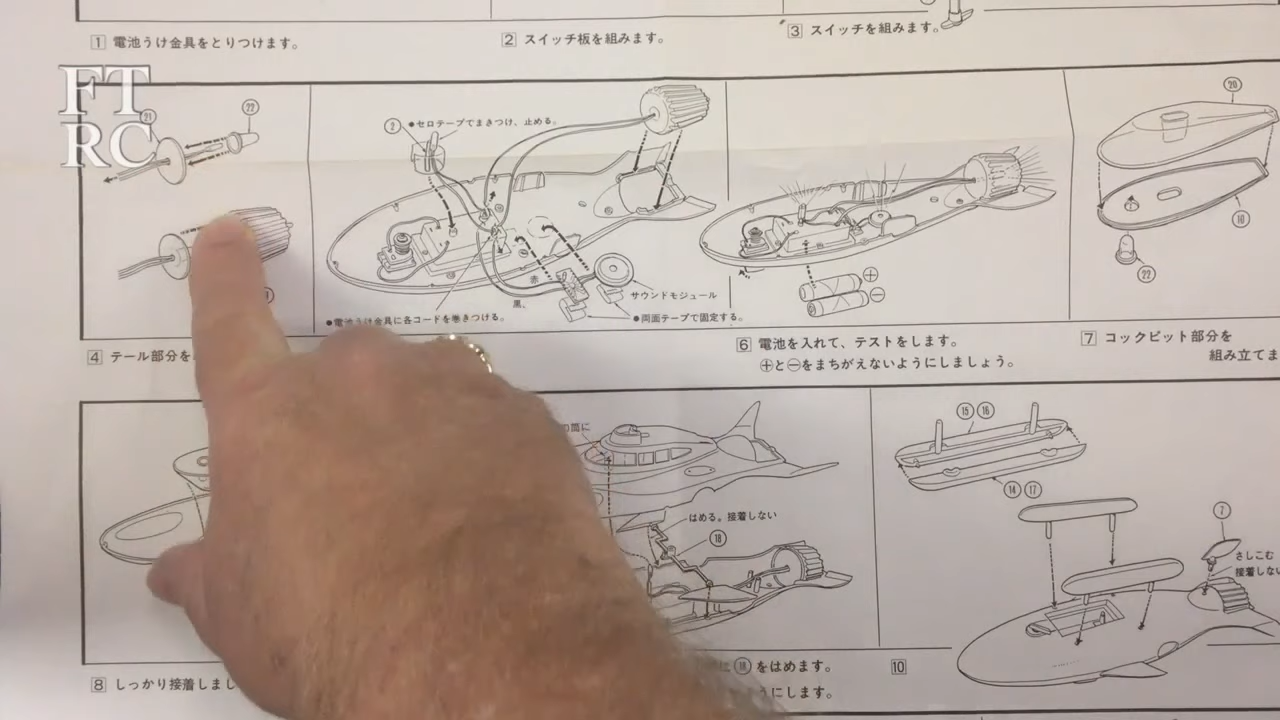 1 電池うけ金具をとりつけます。
2 スイッチ板を組みます。
3 スイッチを組みます。
FT
RC
21
22
2
●セロテープでまきつけ、止める。
赤
黒、
サウンドモジュール
●電池うけ金具に各コードを巻きつける。
●両面テープで固定する。
⊕
⊖
20
10
22
4 テール部分を
6 電池を入れて、テストをします。
⊕と⊖をまちがえないようにしましょう。
7 コックピット部分を
組み立てま
の筒に
はめる。接着しない
18
15 16
14 17
2
さしこむ
接着しない
8 しっかり接着しまし
に⑱をはめます。
ようにします。
10